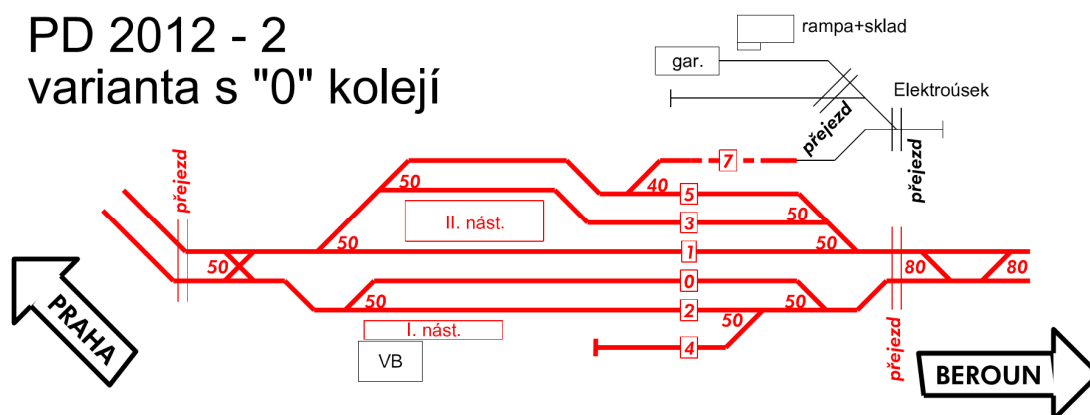 PD 2012 - 2
varianta s "0" kolejí
rampa+sklad
gar.
Elektroúsek
přejezd
přejezd
přejezd
7
50
40
5
II. nást.
3
50
50
1
50
50
80
80
0
50
50
2
50
I. nást.
4
VB
přejezd
PRAHA
BEROUN